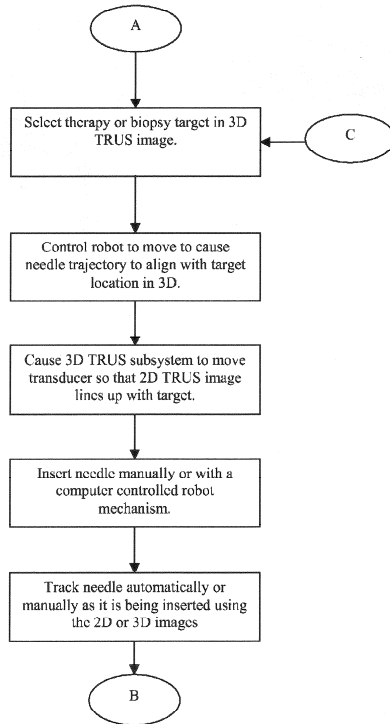 A
Select therapy or biopsy target in 3D
TRUS image.
C
Control robot to move to cause
needle trajectory to align with target
location in 3D.
Cause 3D TRUS subsystem to move
transducer so that 2D TRUS image
lines up with target.
Insert needle manually or with a
computer controlled robot
mechanism.
Track needle automatically or
manually as it is being inserted using
the 2D or 3D images
B